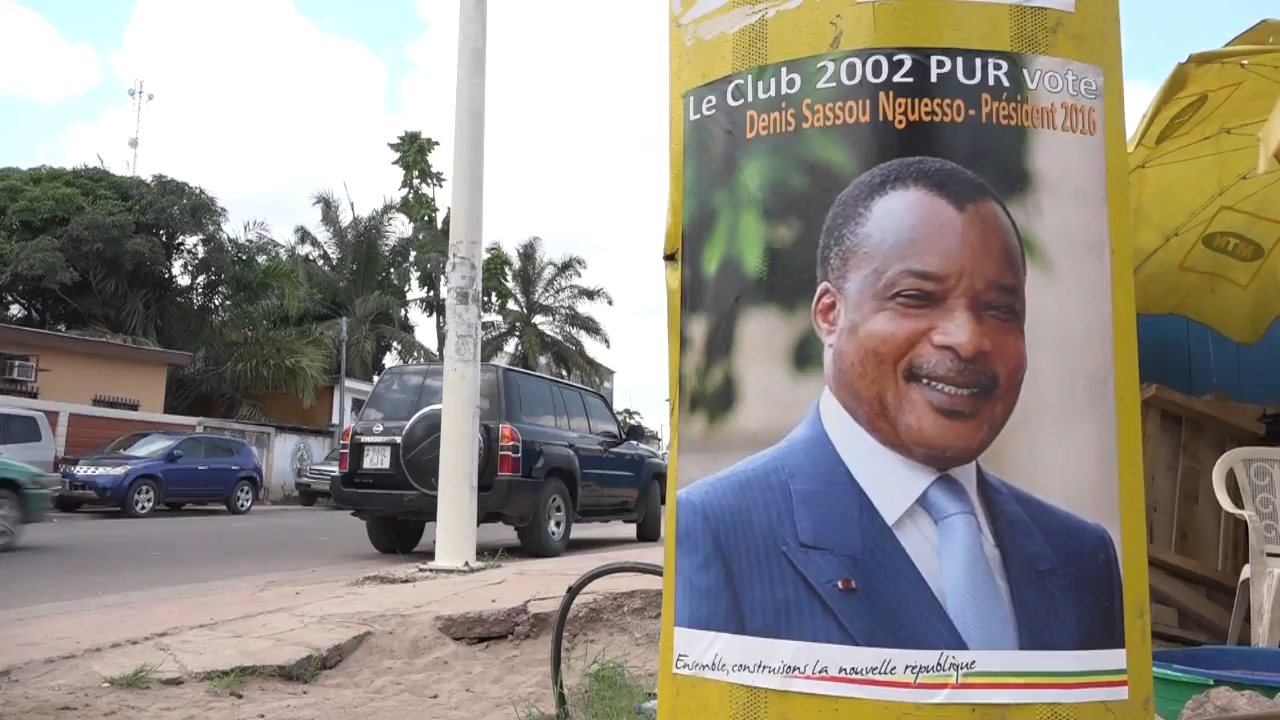 Le Club 2002 PUR vote
Denis Sassou Nguesso - Président 2016
Ensemble, construisons la nouvelle république
MTN